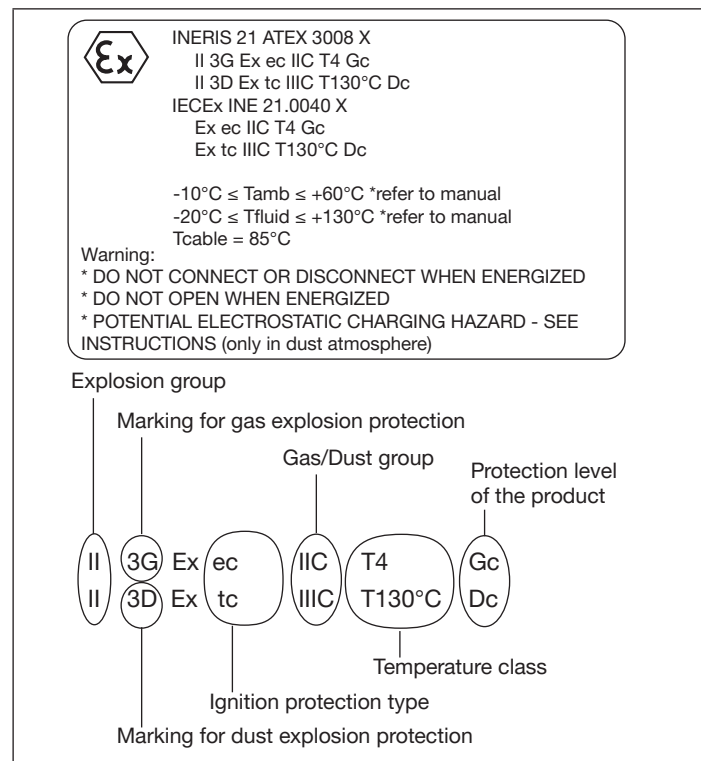 Ex
INERIS 21 ATEX 3008 X
II 3G Ex ec IIC T4 Gc
II 3D Ex tc IIIC T130°C Dc
IECEx INE 21.0040 X
Ex ec IIC T4 Gc
Ex tc IIIC T130°C Dc
-10°C ≤ Tamb ≤ +60°C *refer to manual
-20°C ≤ Tfluid ≤ +130°C *refer to manual
Tcable = 85°C
Warning:
* DO NOT CONNECT OR DISCONNECT WHEN ENERGIZED
* DO NOT OPEN WHEN ENERGIZED
* POTENTIAL ELECTROSTATIC CHARGING HAZARD - SEE
INSTRUCTIONS (only in dust atmosphere)
Explosion group
Marking for gas explosion protection
Gas/Dust group
Protection level
of the product
II 3G Ex ec IIC T4 Gc
II 3D Ex tc IIIC T130°C Dc
Temperature class
Ignition protection type
Marking for dust explosion protection